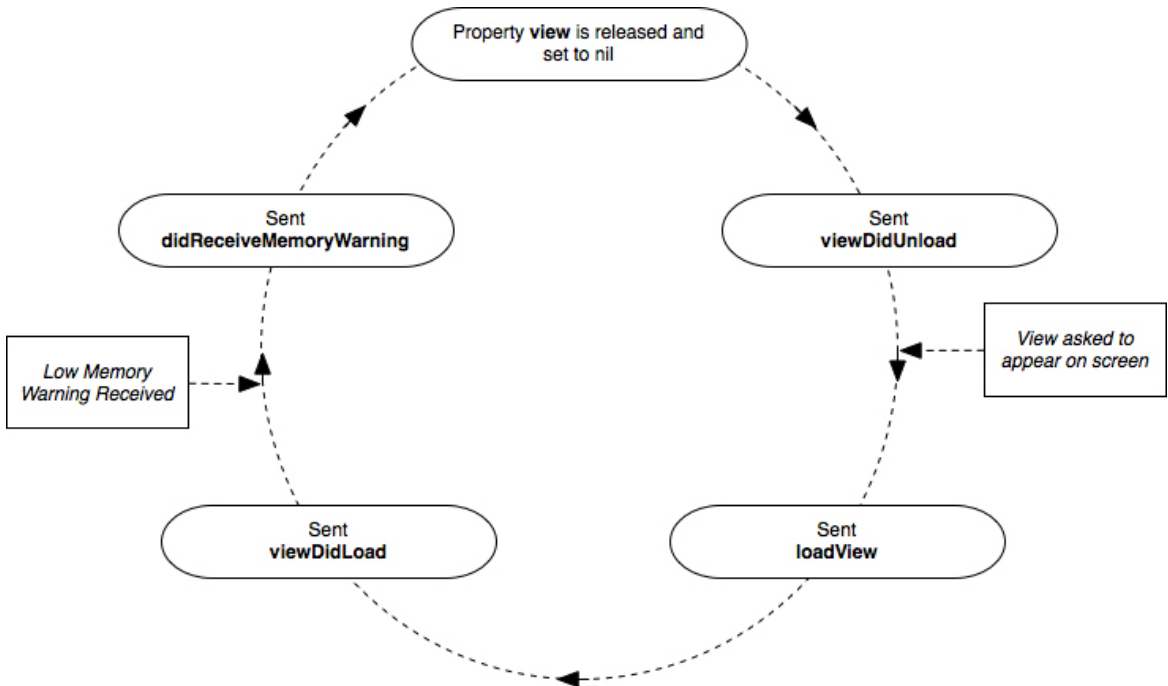 Property view is released and
set to nil
Sent
didReceiveMemoryWarning
Sent
viewDidUnload
Low Memory
Warning Received
View asked to
appear on screen
Sent
viewDidLoad
Sent
loadView